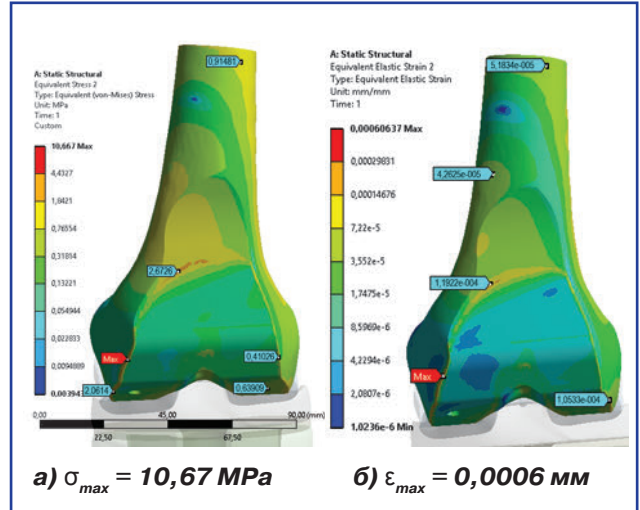 A: Static Structural
Equivalent Stress 2
Type: Equivalent (von-Mises) Stress
Unit: MPa
Time: 1
Custom
10,667 Max
4,4327
1,8421
0,76554
0,31814
0,13221
0,054944
0,022833
0,0094889
0,91481
2,6726
Max
0,41026
2,0614
0,63909
0,00
45,00
90,00 (mm)
22,50
67,50
a) σmax = 10,67 MPa
A: Static Structural
Equivalent Elastic Strain 2
Type: Equivalent Elastic Strain
Unit: mm/mm
Time: 1
0,00060637 Max
0,00029831
0,00014676
7,22e-5
3,552e-5
1,7475e-5
8,5969e-6
4,2294e-6
2,0807e-6
1,0236e-6 Min
5,1834e-005
4,2625e-005
1,1922e-004
Max
1,0533e-004
б) εmax = 0,0006 мм